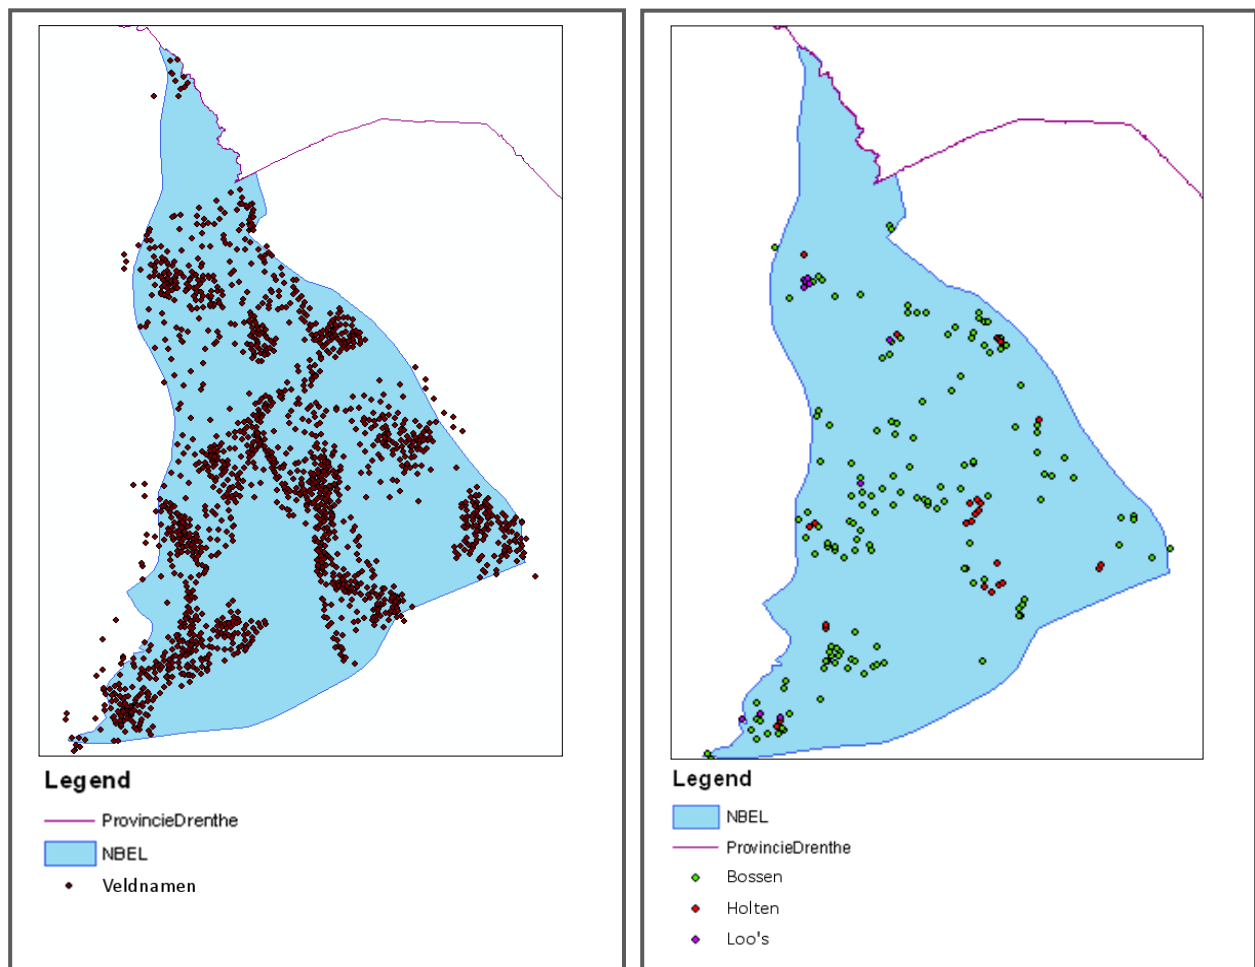 Legend
ProvincieDrenthe
NBEL
Veldnamen
Legend
NBEL
ProvincieDrenthe
Bossen
Holten
Loo's